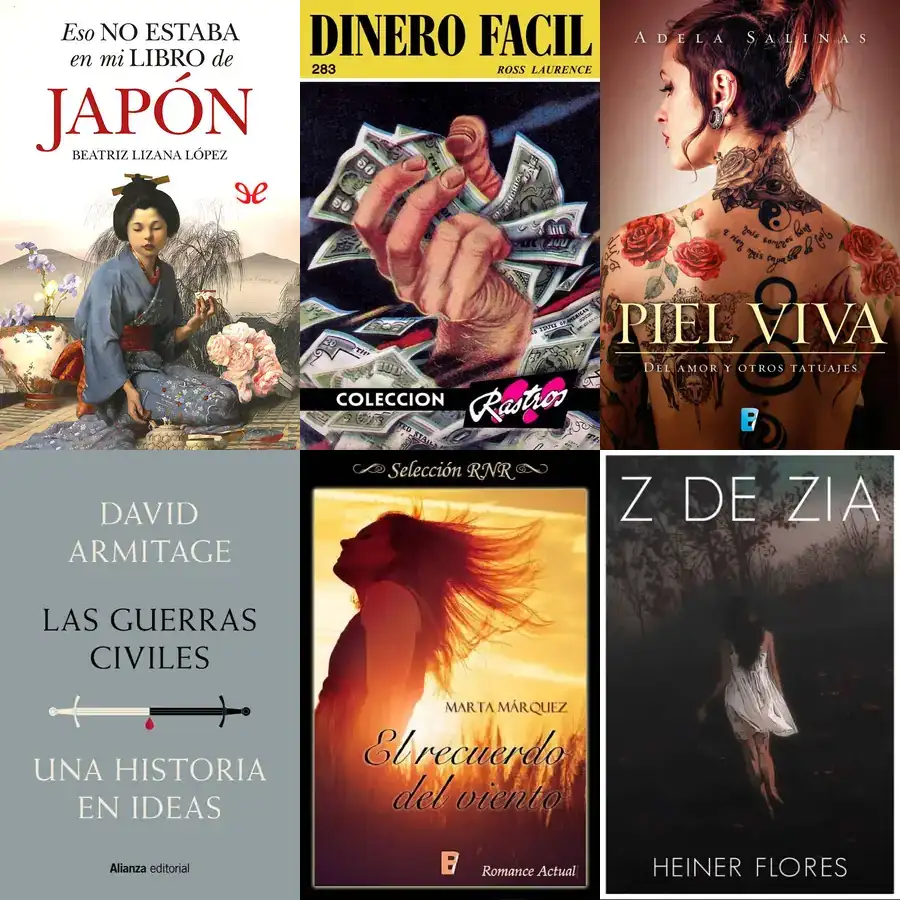 Eso NO ESTABA
en mi LIBRO de
JAPÓN
BEATRIZ LIZANA LÓPEZ
DINERO FACIL
283
ROSS LAURENCE
COLECCION
Rastros
ADELA SALINAS
PIEL VIVA
DEL AMOR Y OTROS TATUAJES
B
DAVID
ARMITAGE
LAS GUERRAS
CIVILES
UNA HISTORIA
EN IDEAS
Alianza editorial
Selección RNR
MARTA MÁRQUEZ
El recuerdo
del viento
B
Romance Actual
Z DE ZIA
HEINER FLORES